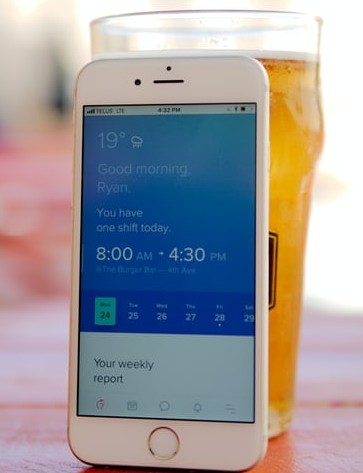 TELUS LTE 4:32 PM
19°
Good morning,
Ryan.
You have
one shift today.
8:00 AM - 4:30 PM
@The Burger Bar — 4th Ave
Mon Tue Wed Thu Fri Sat Sun
24 25 26 27 28 29
Your weekly
report